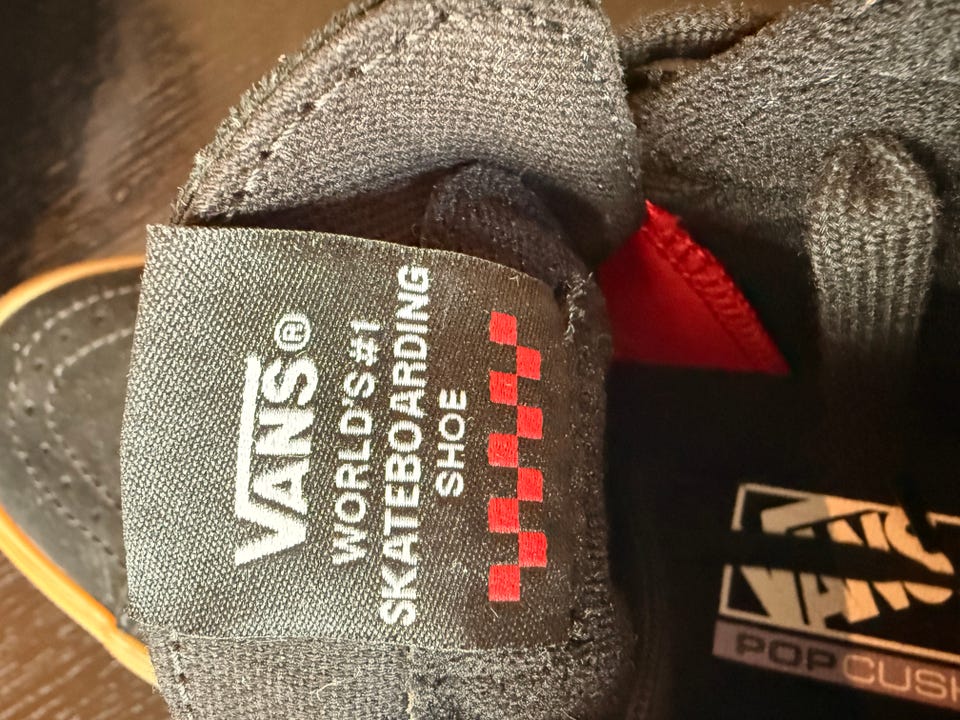 VANS®
WORLD'S #1
SKATEBOARDING
SHOE
VANS
POPCUSH